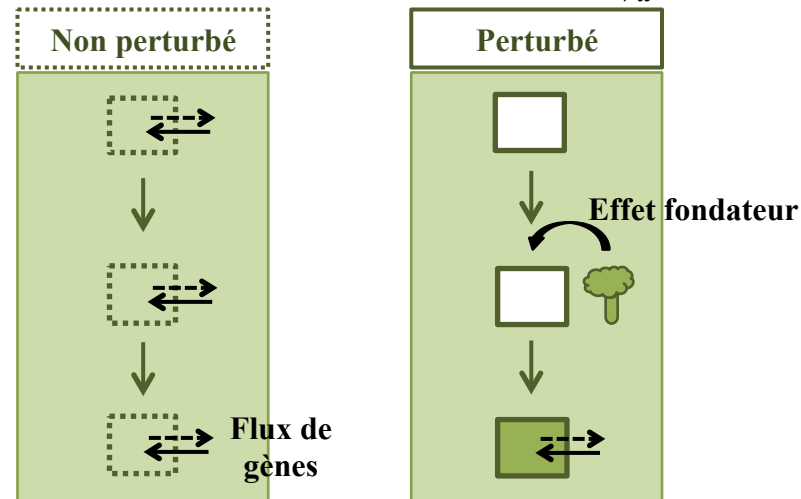 Non perturbé
Perturbé
Effet fondateur
Flux de
gènes